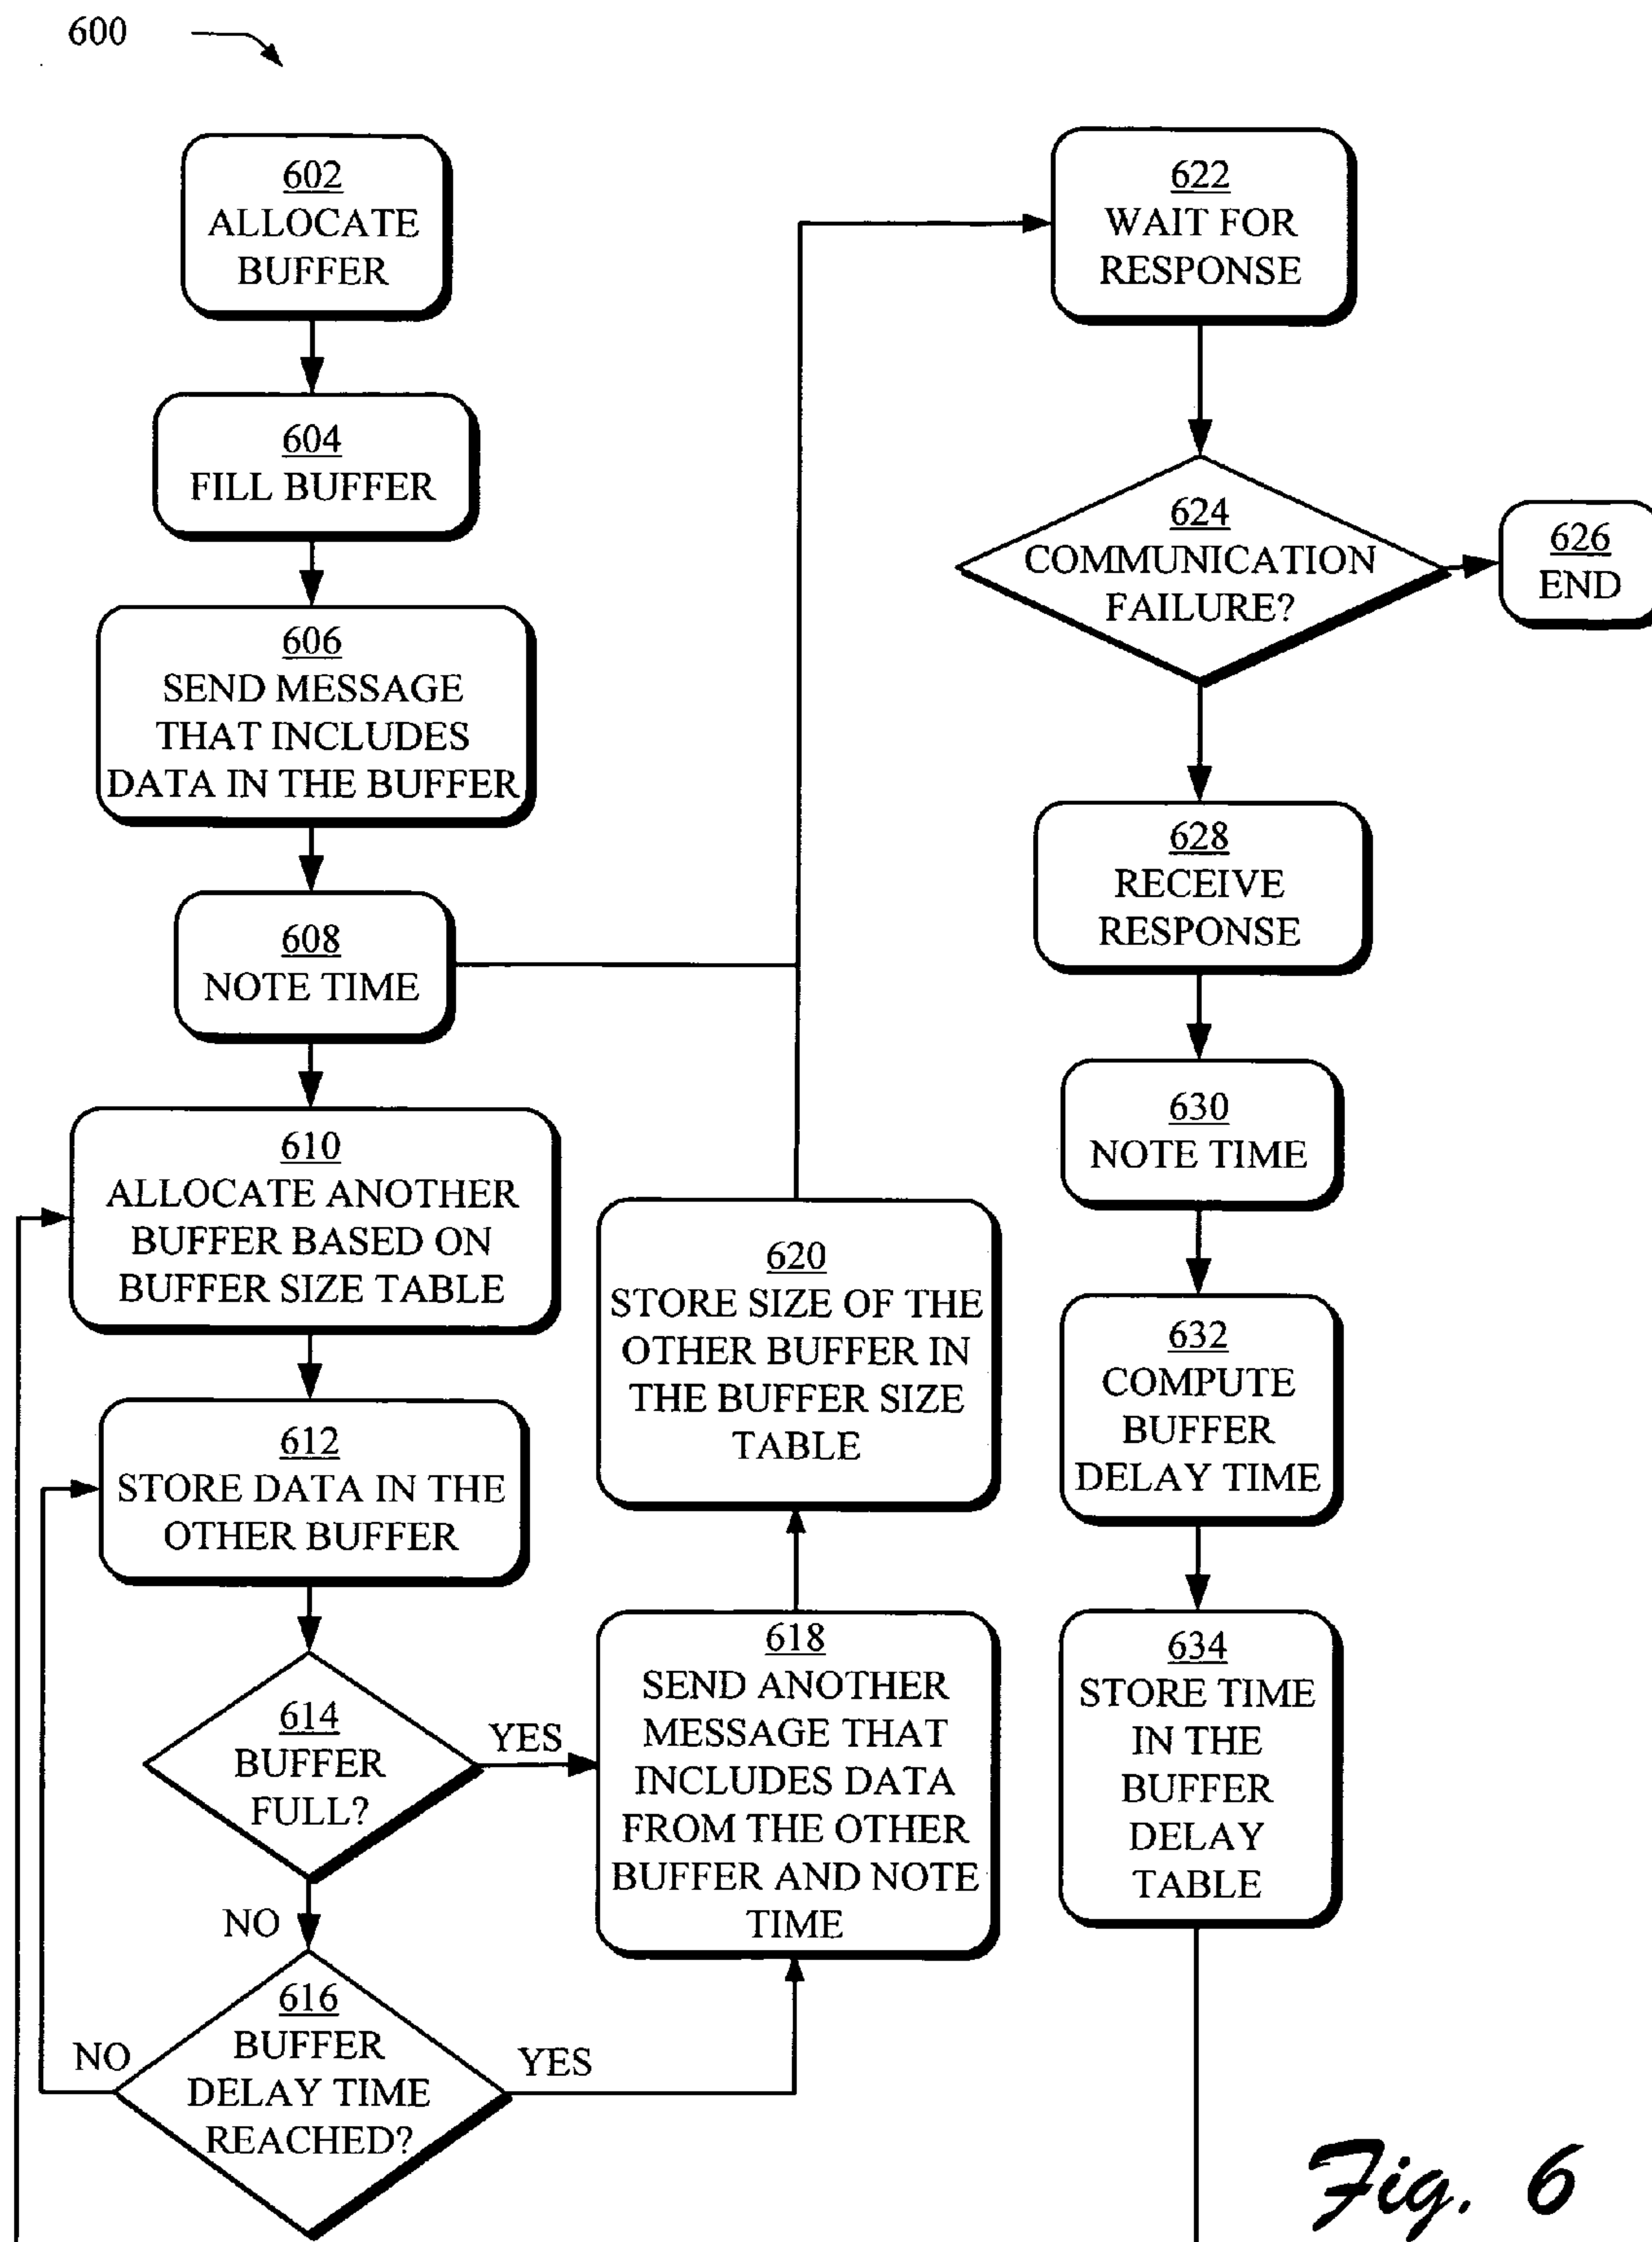 600
602
ALLOCATE
BUFFER
604
FILL BUFFER
606
SEND MESSAGE
THAT INCLUDES
DATA IN THE BUFFER
608
NOTE TIME
610
ALLOCATE ANOTHER
BUFFER BASED ON
BUFFER SIZE TABLE
612
STORE DATA IN THE
OTHER BUFFER
614
BUFFER
FULL?
YES
NO
616
BUFFER
DELAY TIME
REACHED?
NO
YES
618
SEND ANOTHER
MESSAGE THAT
INCLUDES DATA
FROM THE OTHER
BUFFER AND NOTE
TIME
620
STORE SIZE OF THE
OTHER BUFFER IN
THE BUFFER SIZE
TABLE
622
WAIT FOR
RESPONSE
624
COMMUNICATION
FAILURE?
626
END
628
RECEIVE
RESPONSE
630
NOTE TIME
632
COMPUTE
BUFFER
DELAY TIME
634
STORE TIME
IN THE
BUFFER
DELAY
TABLE
Fig. 6